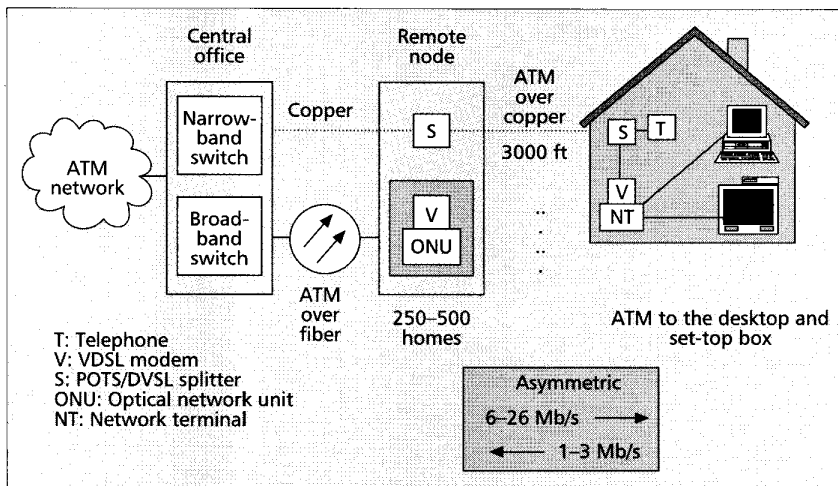 Central
office
Remote
node
ATM
network
Narrow-
band
switch
Broad-
band
switch
Copper
S
V
ONU
ATM
over
fiber
250–500
homes
ATM
over
copper
3000 ft
S
T
V
NT
ATM to the desktop and
set-top box
T: Telephone
V: VDSL modem
S: POTS/DVSL splitter
ONU: Optical network unit
NT: Network terminal
Asymmetric
6–26 Mb/s
1–3 Mb/s